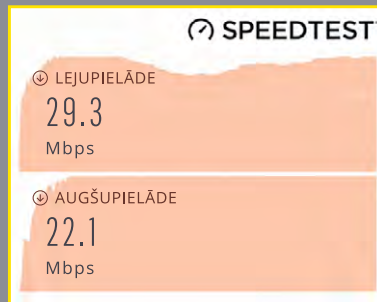 SPEEDTEST
LEJUPIELĀDE
29.3
Mbps
AUGŠUPIELĀDE
22.1
Mbps